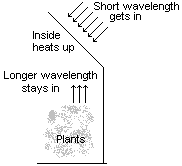 Short wavelength
gets in
Inside
heats up
Longer wavelength
stays in
Plants